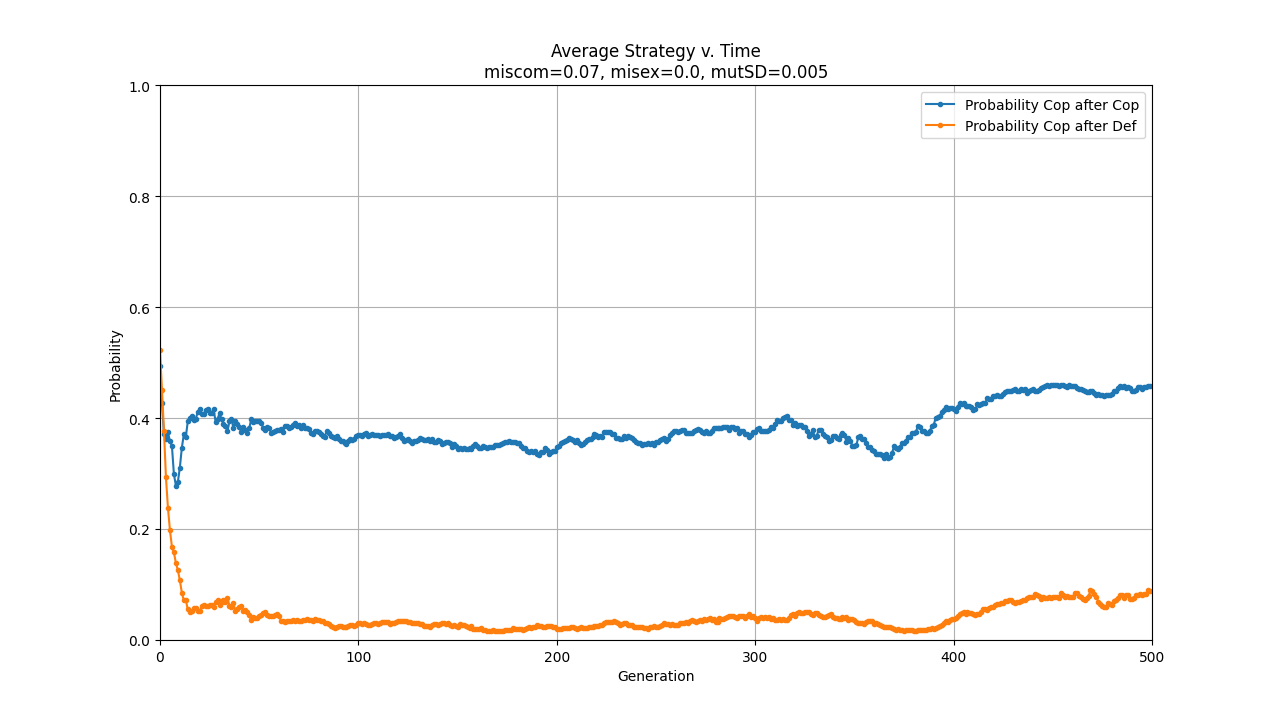 Average Strategy v. Time
miscom=0.07, misex=0.0, mutSD=0.005
Probability Cop after Cop
Probability Cop after Def
1.0
0.8
0.6
0.4
0.2
0.0
Probability
0 100 200 300 400 500
Generation